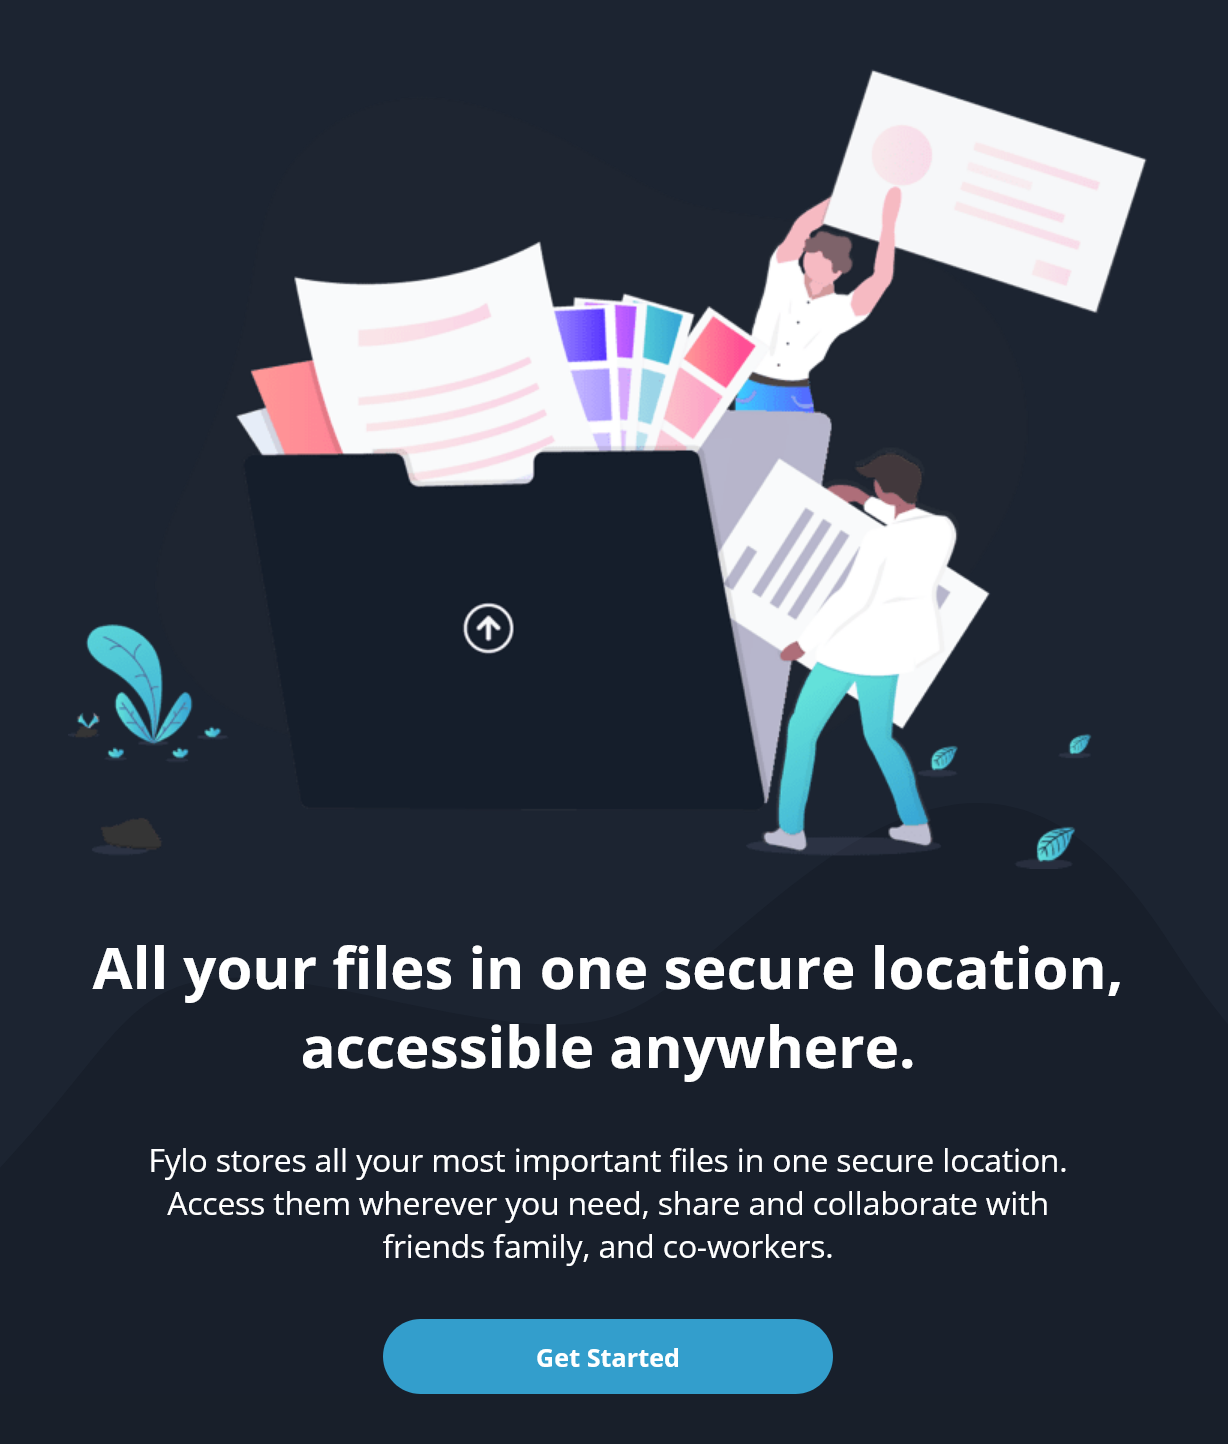 All your files in one secure location,
accessible anywhere.
Fylo stores all your most important files in one secure location.
Access them wherever you need, share and collaborate with
friends family, and co-workers.
Get Started